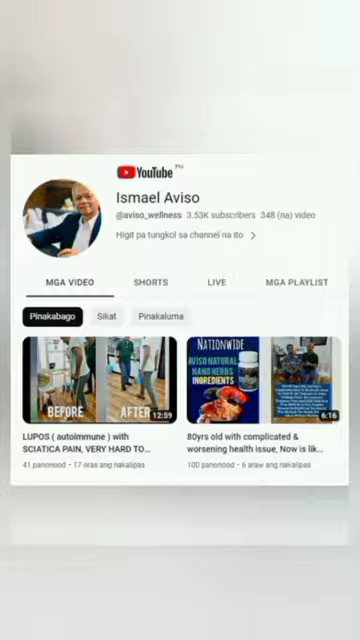 YouTube PH
Ismael Aviso
@aviso_wellness 3.53K subscribers 348 (na) video
Higit pa tungkol sa channel na ito
MGA VIDEO SHORTS LIVE MGA PLAYLIST
Pinakabago Sikat Pinakaluma
BEFORE AFTER 12:59
NATIONWIDE
AVISO NATURAL
NANO HERBS
INGREDIENTS
6:16
LUPOS ( autoimmune ) with
SCIATICA PAIN, VERY HARD TO...
41 panonood • 17 oras ang nakalipas
80yrs old with complicated &
worsening health issue, Now is lik...
100 panonood • 6 araw ang nakalipas